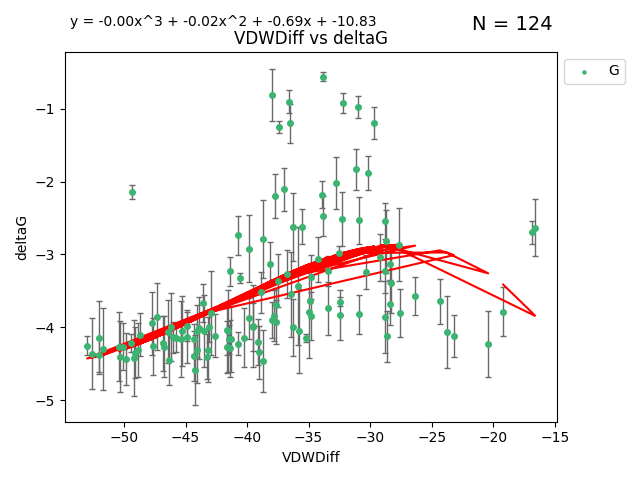 y = -0.00x^3 + -0.02x^2 + -0.69x + -10.83
N = 124
VDWDiff vs deltaG
G
deltaG
−1
−2
−3
−4
−5
−50
−45
−40
−35
−30
−25
−20
−15
VDWDiff